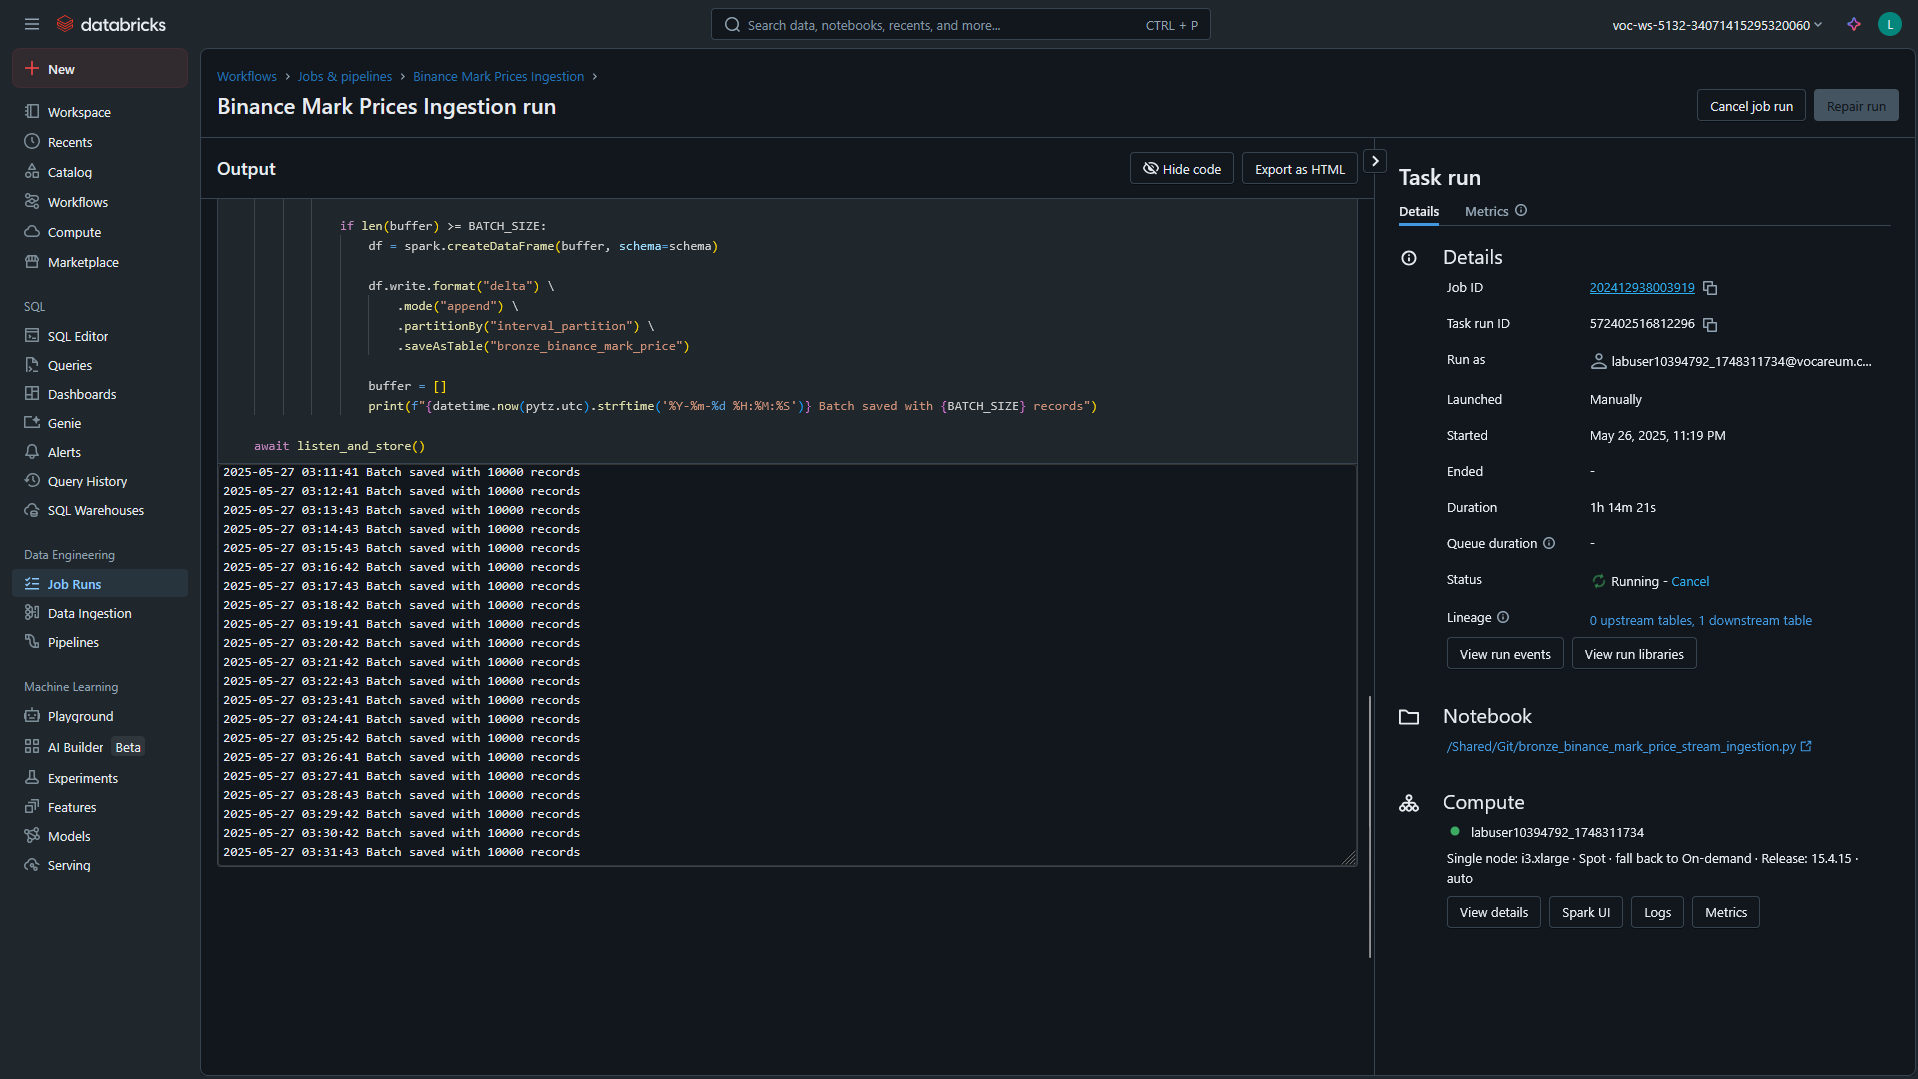 databricks
Search data, notebooks, recents, and more...
CTRL + P
voc-ws-5132-34071415295320060
L
New
Workspace
Recents
Catalog
Workflows
Compute
Marketplace
SQL
SQL Editor
Queries
Dashboards
Genie
Alerts
Query History
SQL Warehouses
Data Engineering
Job Runs
Data Ingestion
Pipelines
Machine Learning
Playground
AI Builder Beta
Experiments
Features
Models
Serving
Workflows › Jobs & pipelines › Binance Mark Prices Ingestion ›
Binance Mark Prices Ingestion run
Cancel job run
Repair run
Output
Hide code
Export as HTML
if len(buffer) >= BATCH_SIZE:
df = spark.createDataFrame(buffer, schema=schema)
df.write.format("delta") \
.mode("append") \
.partitionBy("interval_partition") \
.saveAsTable("bronze_binance_mark_price")
buffer = []
print(f"{datetime.now(pytz.utc).strftime('%Y-%m-%d %H:%M:%S')} Batch saved with {BATCH_SIZE} records")
await listen_and_store()
2025-05-27 03:11:41 Batch saved with 10000 records
2025-05-27 03:12:41 Batch saved with 10000 records
2025-05-27 03:13:43 Batch saved with 10000 records
2025-05-27 03:14:43 Batch saved with 10000 records
2025-05-27 03:15:43 Batch saved with 10000 records
2025-05-27 03:16:42 Batch saved with 10000 records
2025-05-27 03:17:43 Batch saved with 10000 records
2025-05-27 03:18:42 Batch saved with 10000 records
2025-05-27 03:19:41 Batch saved with 10000 records
2025-05-27 03:20:42 Batch saved with 10000 records
2025-05-27 03:21:42 Batch saved with 10000 records
2025-05-27 03:22:43 Batch saved with 10000 records
2025-05-27 03:23:41 Batch saved with 10000 records
2025-05-27 03:24:41 Batch saved with 10000 records
2025-05-27 03:25:42 Batch saved with 10000 records
2025-05-27 03:26:41 Batch saved with 10000 records
2025-05-27 03:27:41 Batch saved with 10000 records
2025-05-27 03:28:43 Batch saved with 10000 records
2025-05-27 03:29:42 Batch saved with 10000 records
2025-05-27 03:30:42 Batch saved with 10000 records
2025-05-27 03:31:43 Batch saved with 10000 records
Task run
Details
Metrics
Details
Job ID 202412938003919
Task run ID 572402516812296
Run as labuser10394792_1748311734@vocareum.c...
Launched Manually
Started May 26, 2025, 11:19 PM
Ended -
Duration 1h 14m 21s
Queue duration -
Status Running - Cancel
Lineage 0 upstream tables, 1 downstream table
View run events
View run libraries
Notebook
/Shared/Git/bronze_binance_mark_price_stream_ingestion.py
Compute
labuser10394792_1748311734
Single node: i3.xlarge · Spot · fall back to On-demand · Release: 15.4.15 ·
auto
View details
Spark UI
Logs
Metrics